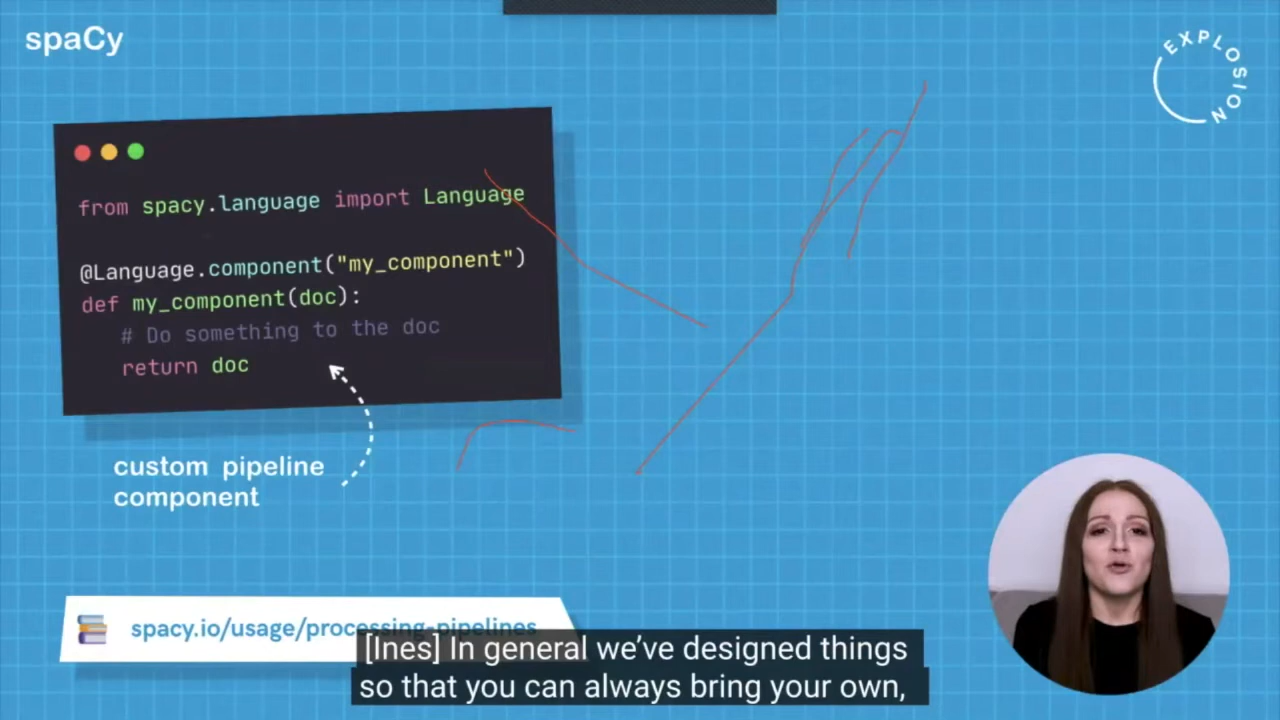 spaCy
EXPLOSION
from spacy.language import Language
@Language.component("my_component")
def my_component(doc):
# Do something to the doc
return doc
custom pipeline
component
spacy.io/usage/processing-pipelines
[Ines] In general we’ve designed things
so that you can always bring your own,